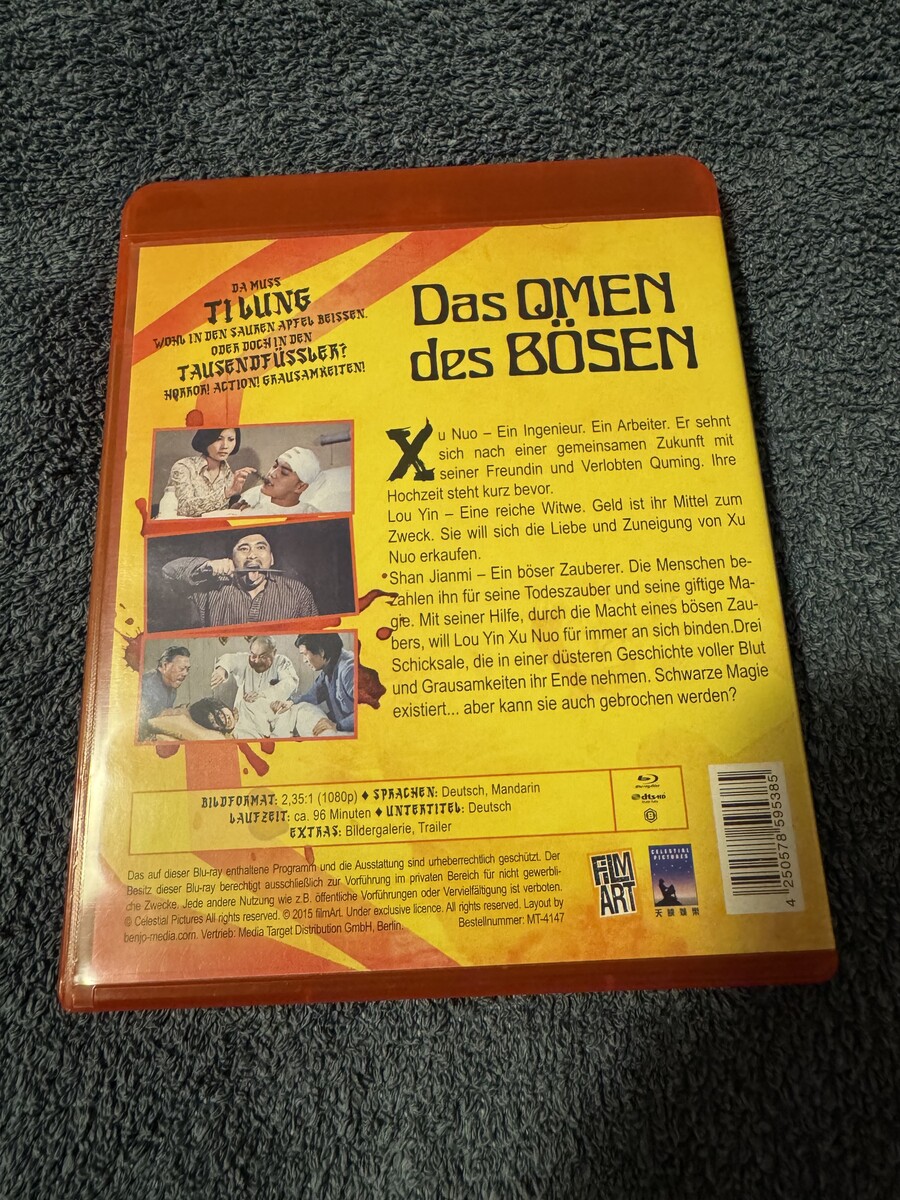 DA MUSS
TI LUNG
WOHL IN DEN SAUREN APFEL BEISSEN.
ODER DOCH IN DEN
TAUSENDFÜSSLER?
HORROR! ACTION! GRAUSAMKEITEN!
Das OMEN
des BÖSEN
Xu Nuo – Ein Ingenieur. Ein Arbeiter. Er sehnt
sich nach einer gemeinsamen Zukunft mit
seiner Freundin und Verlobten Quming. Ihre
Hochzeit steht kurz bevor.
Lou Yin – Eine reiche Witwe. Geld ist ihr Mittel zum
Zweck. Sie will sich die Liebe und Zuneigung von Xu
Nuo erkaufen.
Shan Jianmi – Ein böser Zauberer. Die Menschen be-
zahlen ihn für seine Todeszauber und seine giftige Ma-
gie. Mit seiner Hilfe, durch die Macht eines bösen Zau-
bers, will Lou Yin Xu Nuo für immer an sich binden.Drei
Schicksale, die in einer düsteren Geschichte voller Blut
und Grausamkeiten ihr Ende nehmen. Schwarze Magie
existiert... aber kann sie auch gebrochen werden?
BILDFORMAT: 2,35:1 (1080p) ♦ SPRACHEN: Deutsch, Mandarin
LAUFZEIT: ca. 96 Minuten ♦ UNTERTITEL: Deutsch
EXTRAS: Bildergalerie, Trailer
Blu-ray Disc
dts-HD
B
Das auf dieser Blu-ray enthaltene Programm und die Ausstattung sind urheberrechtlich geschützt. Der
Besitz dieser Blu-ray berechtigt ausschließlich zur Vorführung im privaten Bereich für nicht gewerbli-
che Zwecke. Jede andere Nutzung wie z.B. öffentliche Vorführungen oder Vervielfältigung ist verboten.
© Celestial Pictures All rights reserved. © 2015 filmArt. Under exclusive licence. All rights reserved. Layout by
benjo-media.com. Vertrieb: Media Target Distribution GmbH, Berlin. Bestellnummer: MT-4147
FILM
ART
CELESTIAL
PICTURES
天映娛樂
4 250578 595385